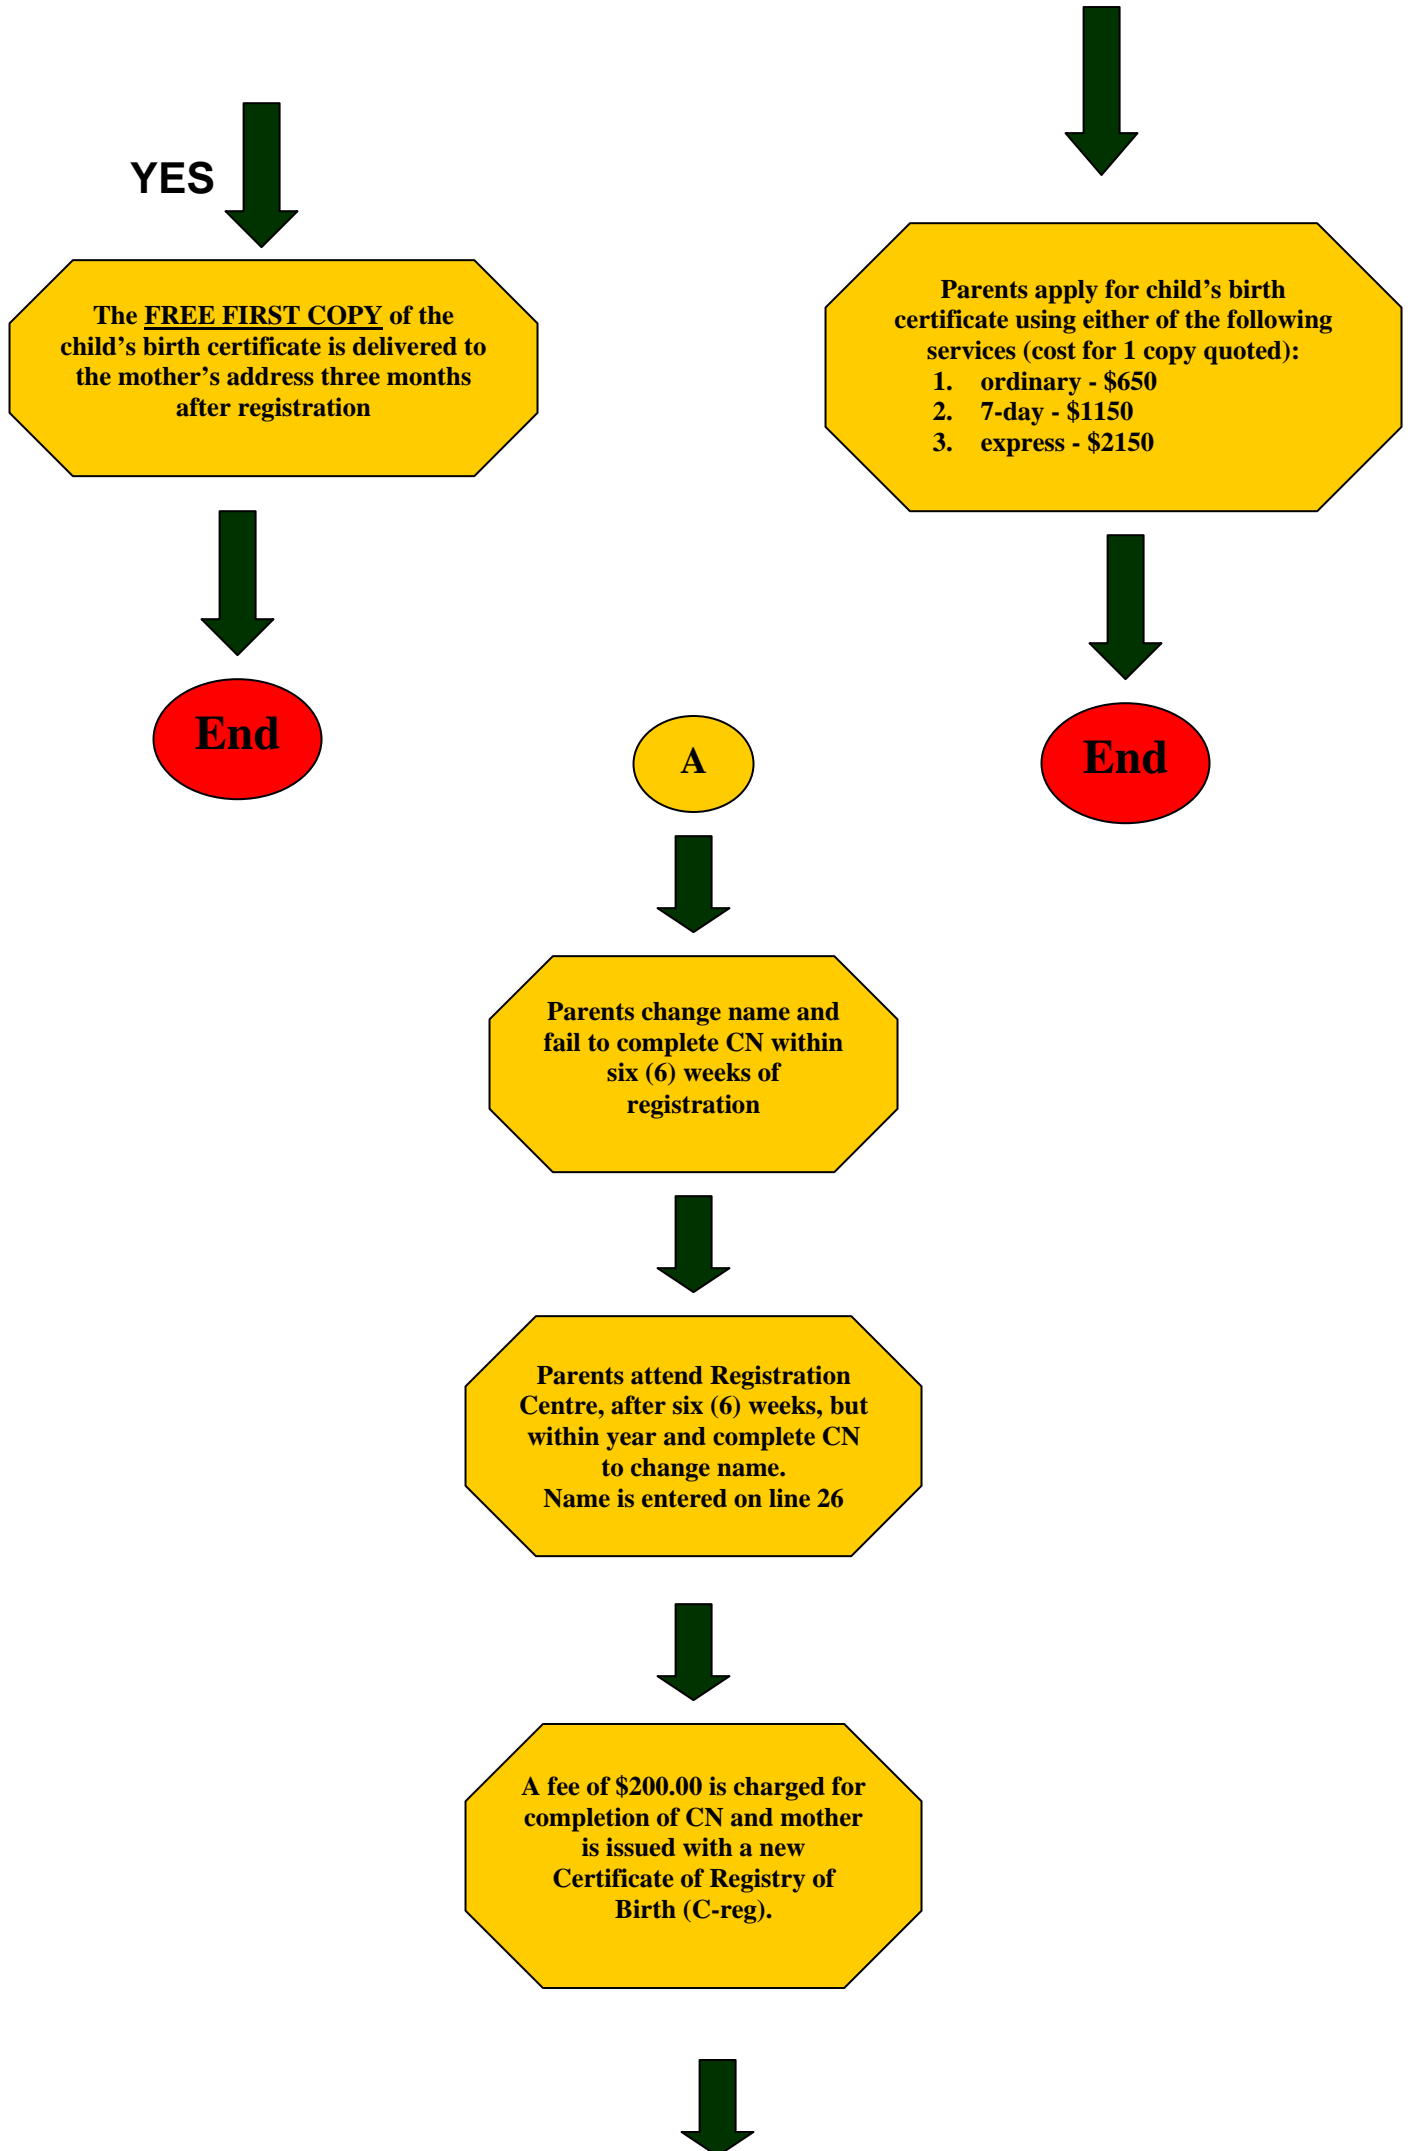 YES
The FREE FIRST COPY of the
child’s birth certificate is delivered to
the mother’s address three months
after registration
End
Parents apply for child’s birth
certificate using either of the following
services (cost for 1 copy quoted):
1. ordinary - $650
2. 7-day - $1150
3. express - $2150
End
A
Parents change name and
fail to complete CN within
six (6) weeks of
registration
Parents attend Registration
Centre, after six (6) weeks, but
within year and complete CN
to change name.
Name is entered on line 26
A fee of $200.00 is charged for
completion of CN and mother
is issued with a new
Certificate of Registry of
Birth (C-reg).